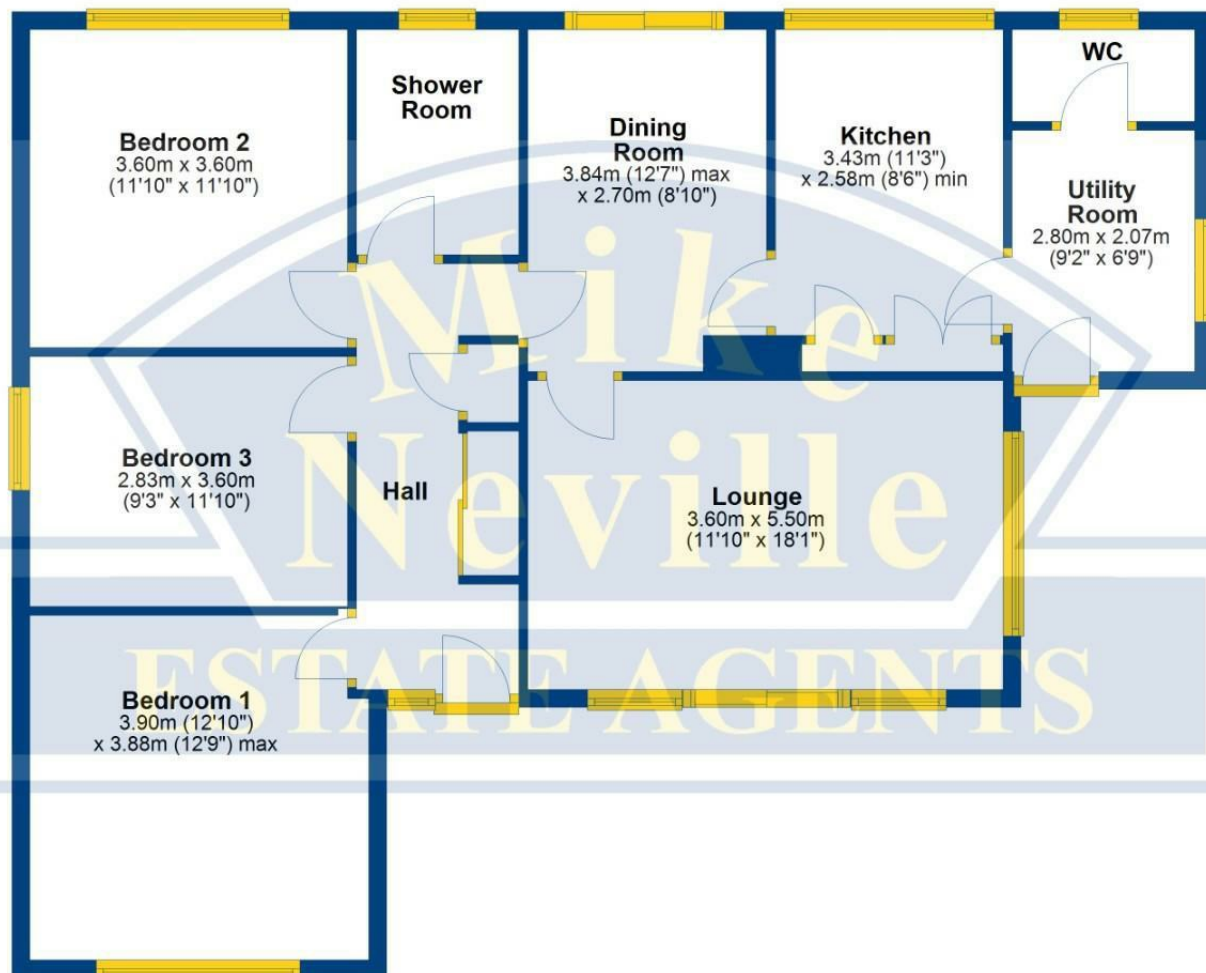 Bedroom 2
3.60m x 3.60m
(11'10" x 11'10")
Shower
Room
Dining
Room
3.84m (12'7") max
x 2.70m (8'10")
Kitchen
3.43m (11'3")
x 2.58m (8'6") min
WC
Utility
Room
2.80m x 2.07m
(9'2" x 6'9")
Bedroom 3
2.83m x 3.60m
(9'3" x 11'10")
Hall
Lounge
3.60m x 5.50m
(11'10" x 18'1")
Bedroom 1
3.90m (12'10")
x 3.88m (12'9") max
Mike
Neville
ESTATE AGENTS